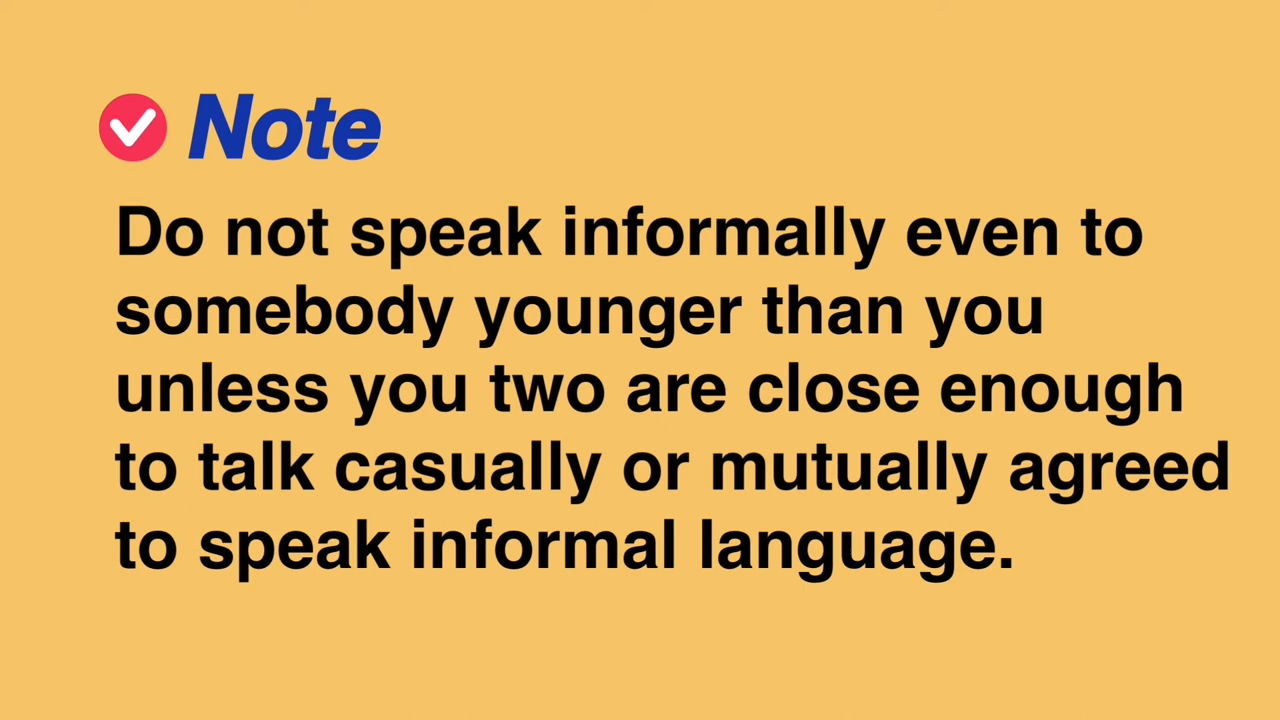 Note
Do not speak informally even to
somebody younger than you
unless you two are close enough
to talk casually or mutually agreed
to speak informal language.